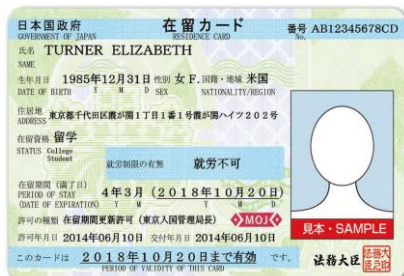 日本国政府 在留カード 番号 AB12345678CD
GOVERNMENT OF JAPAN RESIDENCE CARD No.
氏名 TURNER ELIZABETH
NAME
生年月日 1985年12月31日 性別 女 F. 国籍・地域 米国
DATE OF BIRTH Y M D SEX NATIONALITY/REGION
住居地 東京都千代田区霞が関1丁目1番1号霞が関ハイツ202号
ADDRESS
在留資格 留学
STATUS College Student
就労制限の有無 就労不可
在留期間(満了日) 4年3月(2018年10月20日)
PERIOD OF STAY
(DATE OF EXPIRATION) Y M Y M D
許可の種類 在留期間更新許可(東京入国管理局長) MOJ
見本・SAMPLE
許可年月日 2014年06月10日 交付年月日 2014年06月10日
このカードは 2018年10月20日まで有効 です。
PERIOD OF VALIDITY OF THIS CARD
法務大臣